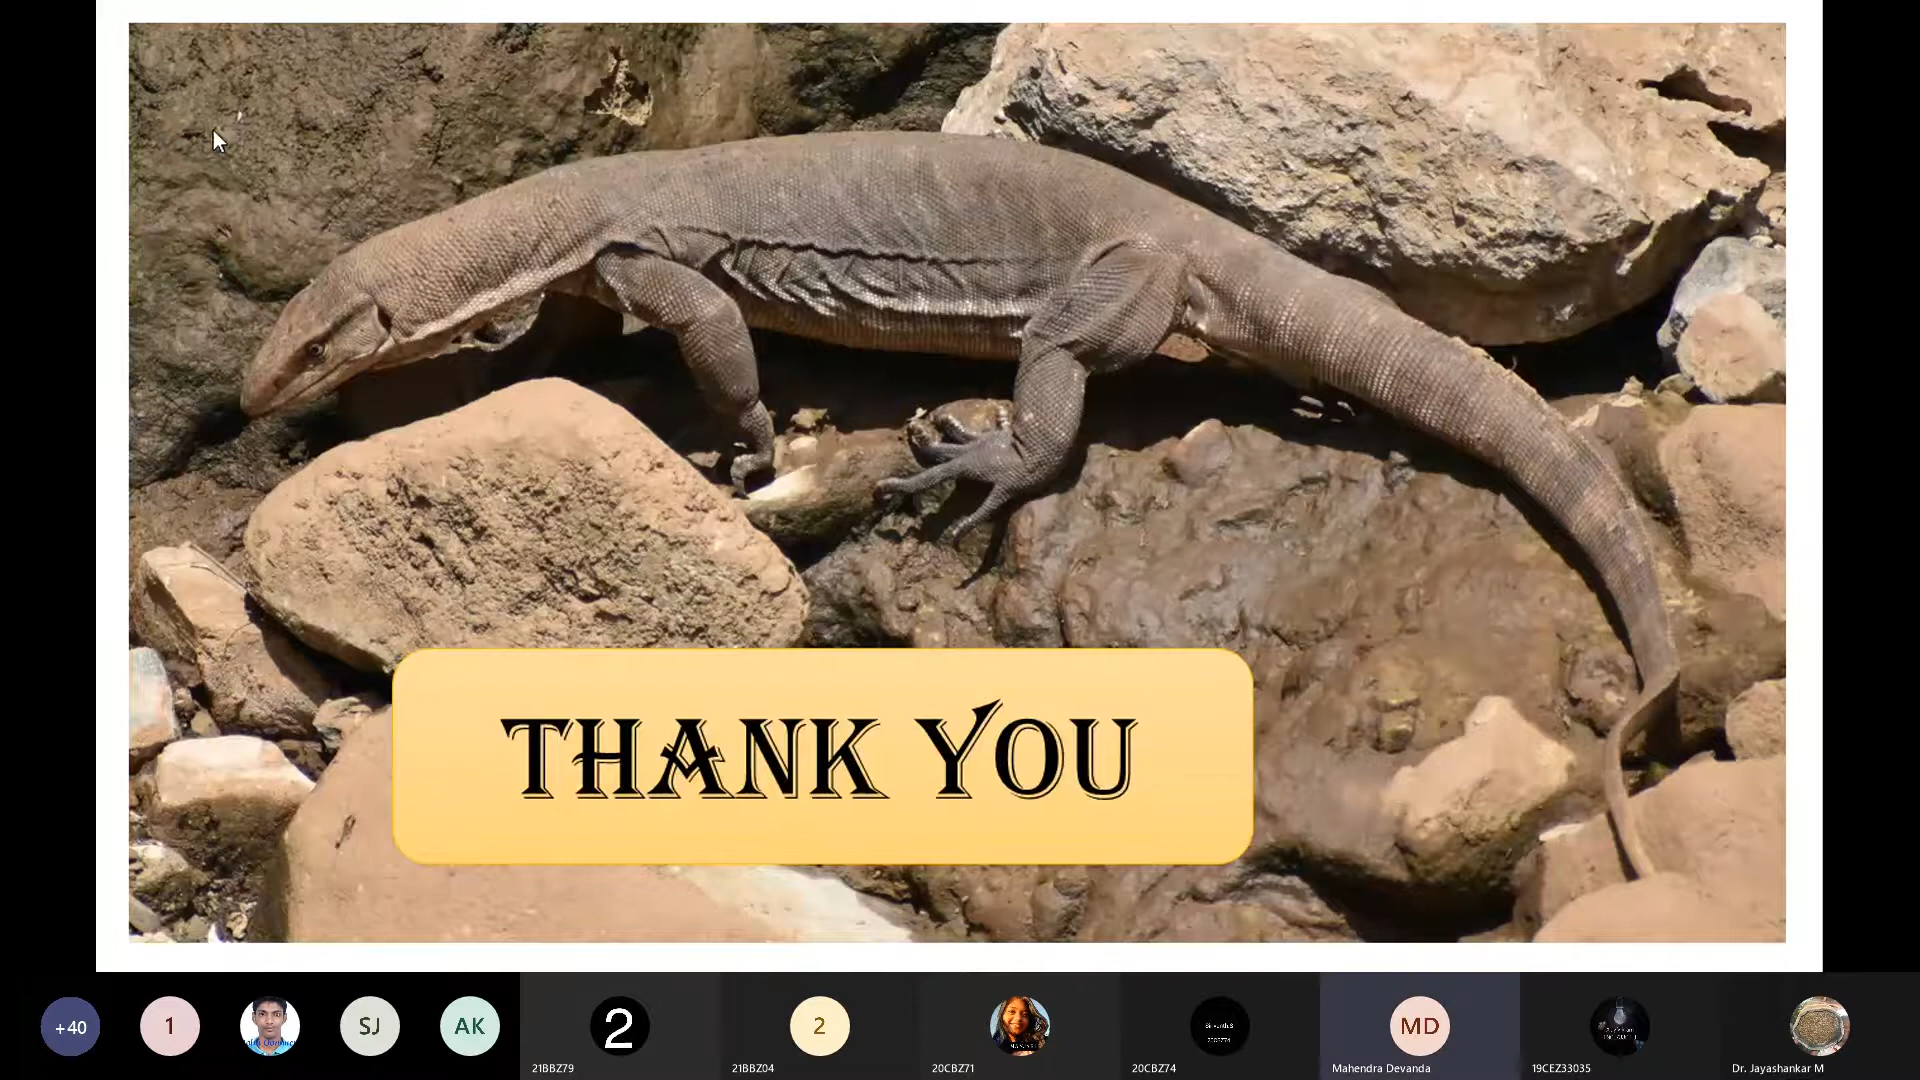 THANK YOU
+40
1
SJ
AK
2
2
MD
21BBZ79
21BBZ04
20CBZ71
20CBZ74
Mahendra Devanda
19CEZ33035
Dr. Jayashankar M